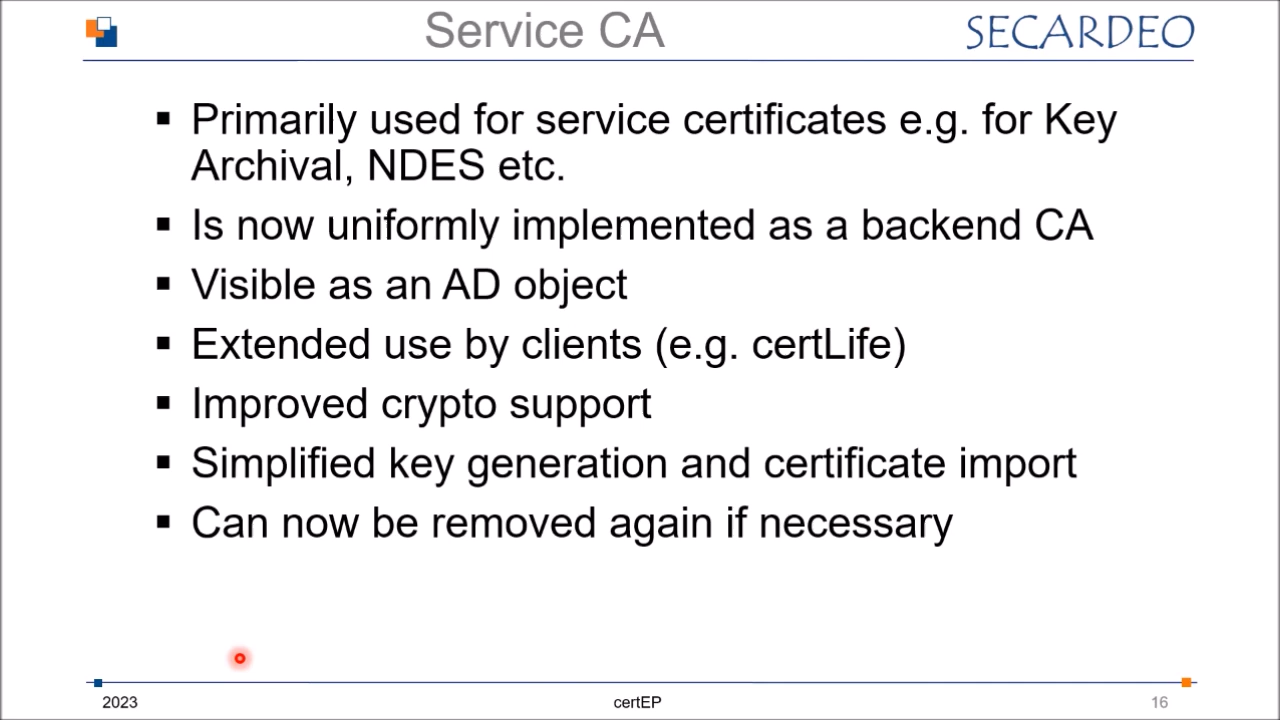 Service CA
SECARDEO
▪ Primarily used for service certificates e.g. for Key
Archival, NDES etc.
▪ Is now uniformly implemented as a backend CA
▪ Visible as an AD object
▪ Extended use by clients (e.g. certLife)
▪ Improved crypto support
▪ Simplified key generation and certificate import
▪ Can now be removed again if necessary
2023
certEP
16